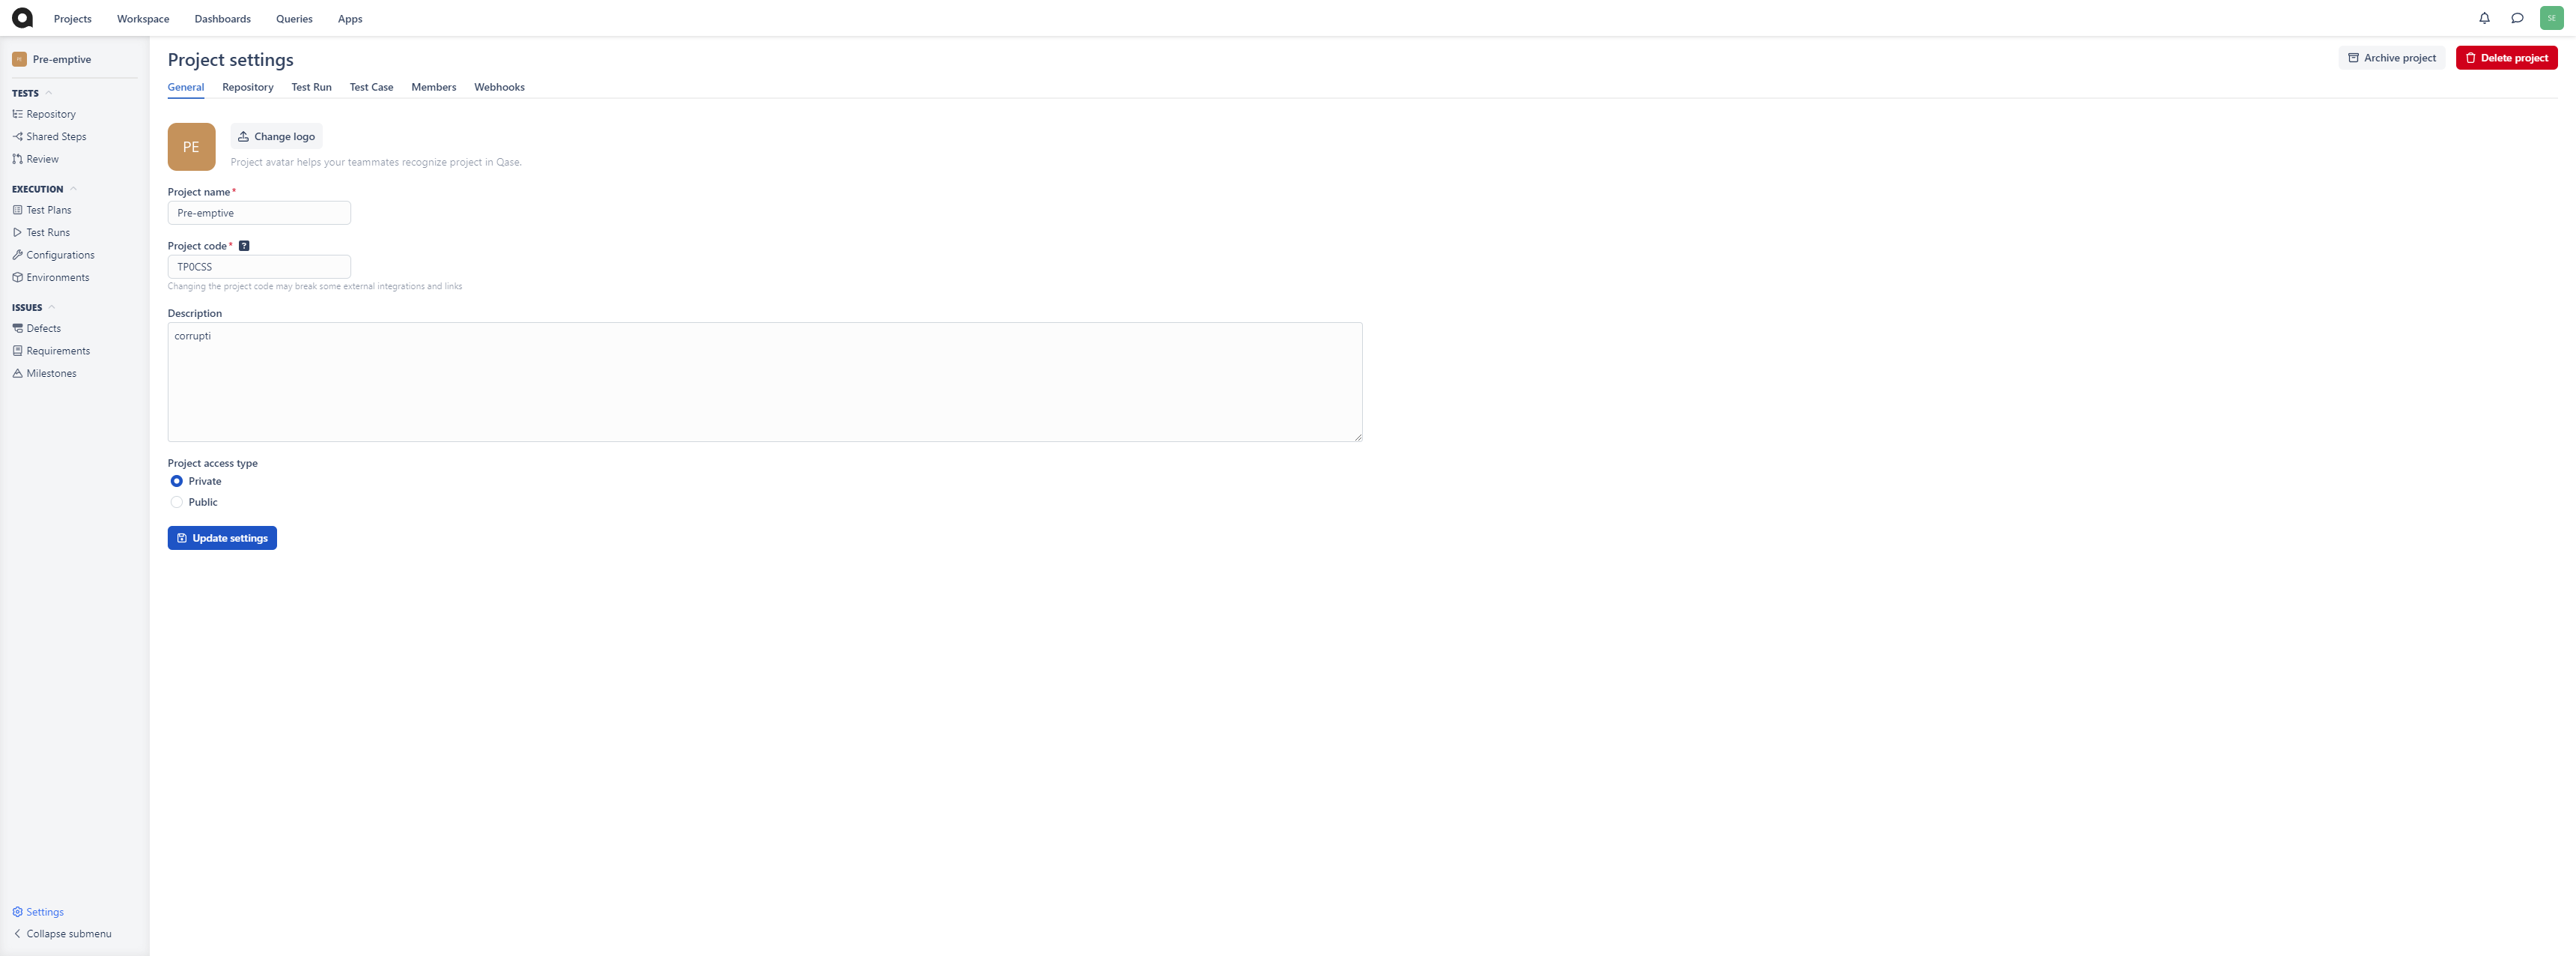 Projects Workspace Dashboards Queries Apps
SE
PE Pre-emptive
TESTS
Repository
Shared Steps
Review
EXECUTION
Test Plans
Test Runs
Configurations
Environments
ISSUES
Defects
Requirements
Milestones
Settings
Collapse submenu
Project settings
Archive project Delete project
General Repository Test Run Test Case Members Webhooks
PE
Change logo
Project avatar helps your teammates recognize project in Qase.
Project name*
Pre-emptive
Project code* ?
TP0CSS
Changing the project code may break some external integrations and links
Description
corrupti
Project access type
Private
Public
Update settings